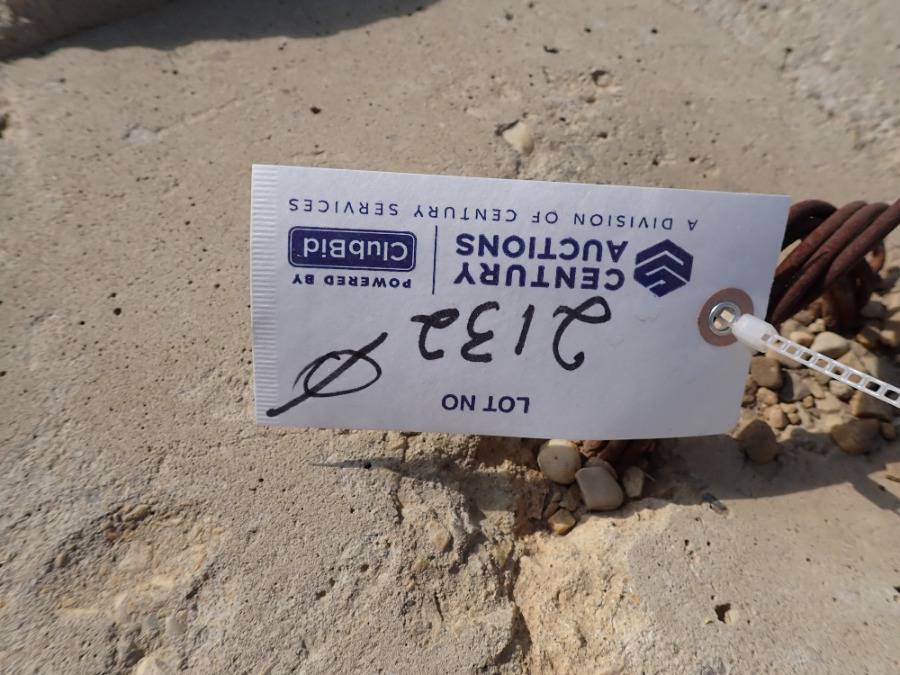 LOT NO
2132 Ø
CENTURY
AUCTIONS
POWERED BY
ClubBid
A DIVISION OF CENTURY SERVICES